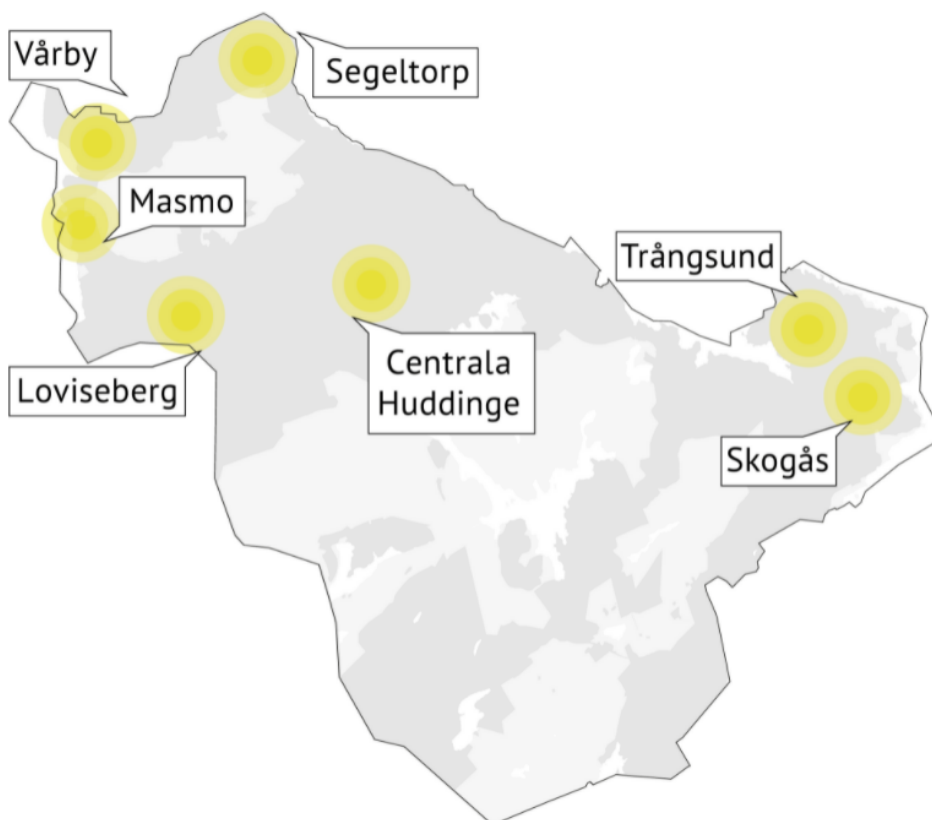 Vårby
Segeltorp
Masmo
Trångsund
Loviseberg
Centrala
Huddinge
Skogås